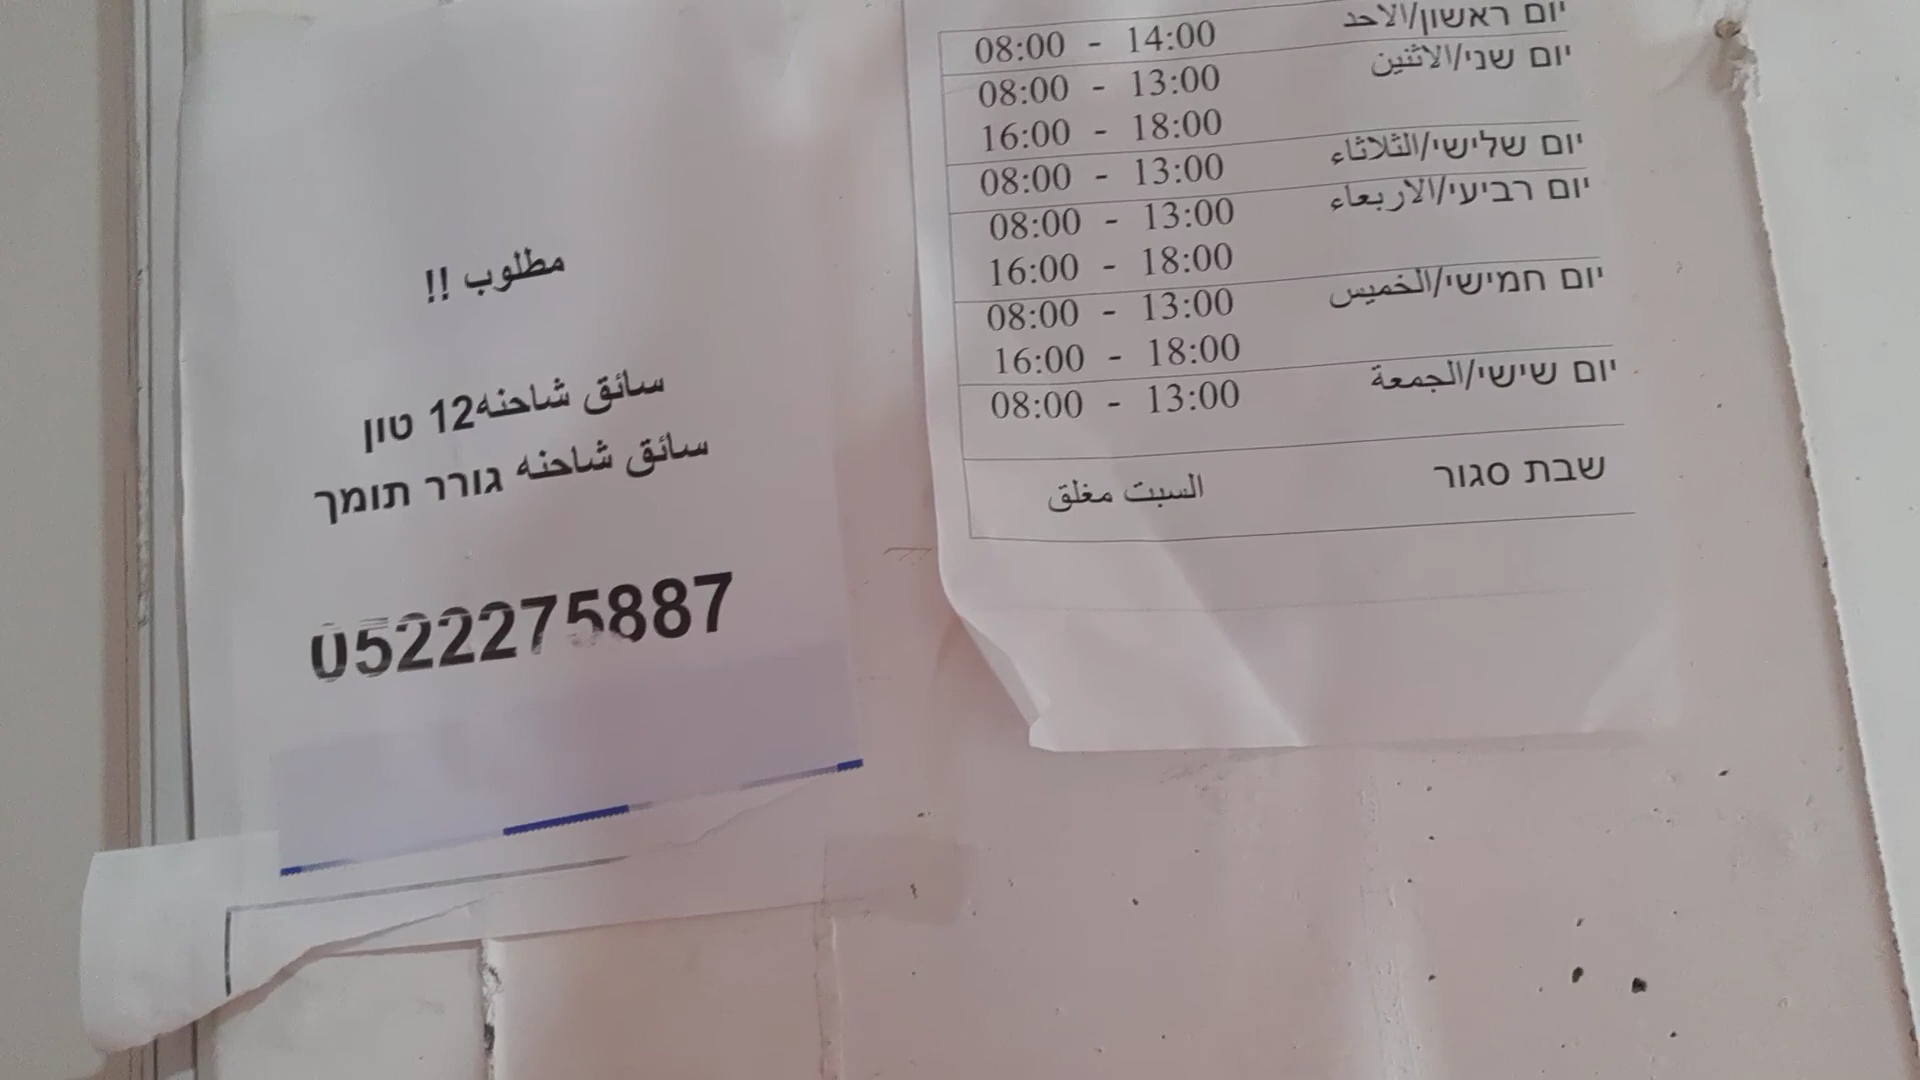 مطلوب !!
سائق شاحنه12 טון
سائق شاحنه גורר תומך
0522275887
יום ראשון/الاحد 08:00 - 14:00
יום שני/الاثنين 08:00 - 13:00
16:00 - 18:00
יום שלישי/الثلاثاء 08:00 - 13:00
יום רביעי/الاربعاء 08:00 - 13:00
16:00 - 18:00
יום חמישי/الخميس 08:00 - 13:00
16:00 - 18:00
יום שישי/الجمعة 08:00 - 13:00
שבת סגור السبت مغلق